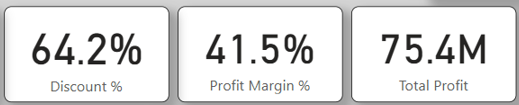 64.2% 41.5% 75.4M
Discount % Profit Margin % Total Profit